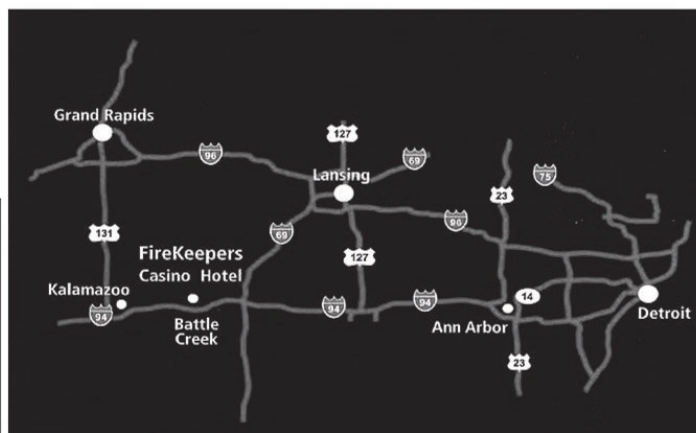 Grand Rapids
127
96
69
Lansing
23
75
131
69
96
FireKeepers
Casino Hotel
127
Kalamazoo
94
Battle
Creek
94
94
14
Ann Arbor
Detroit
23